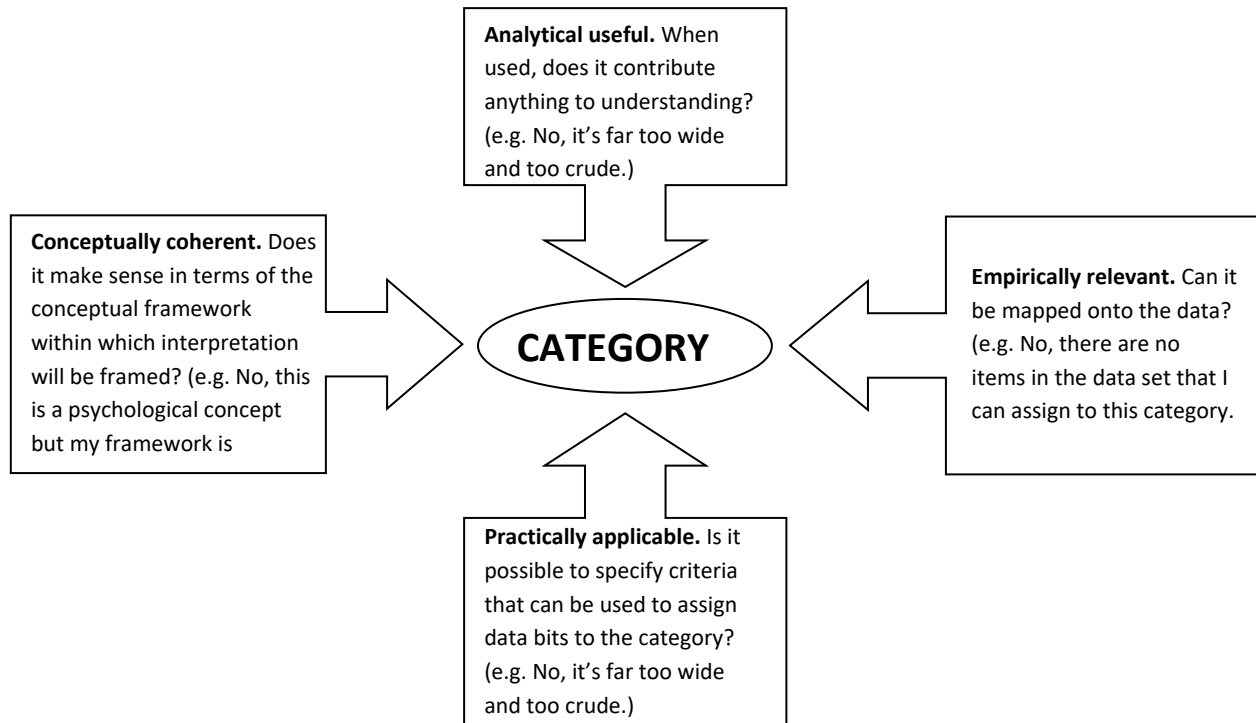 Analytical useful. When
used, does it contribute
anything to understanding?
(e.g. No, it’s far too wide
and too crude.)
Conceptually coherent. Does
it make sense in terms of the
conceptual framework
within which interpretation
will be framed? (e.g. No, this
is a psychological concept
but my framework is
CATEGORY
Empirically relevant. Can it
be mapped onto the data?
(e.g. No, there are no
items in the data set that I
can assign to this category.
Practically applicable. Is it
possible to specify criteria
that can be used to assign
data bits to the category?
(e.g. No, it’s far too wide
and too crude.)